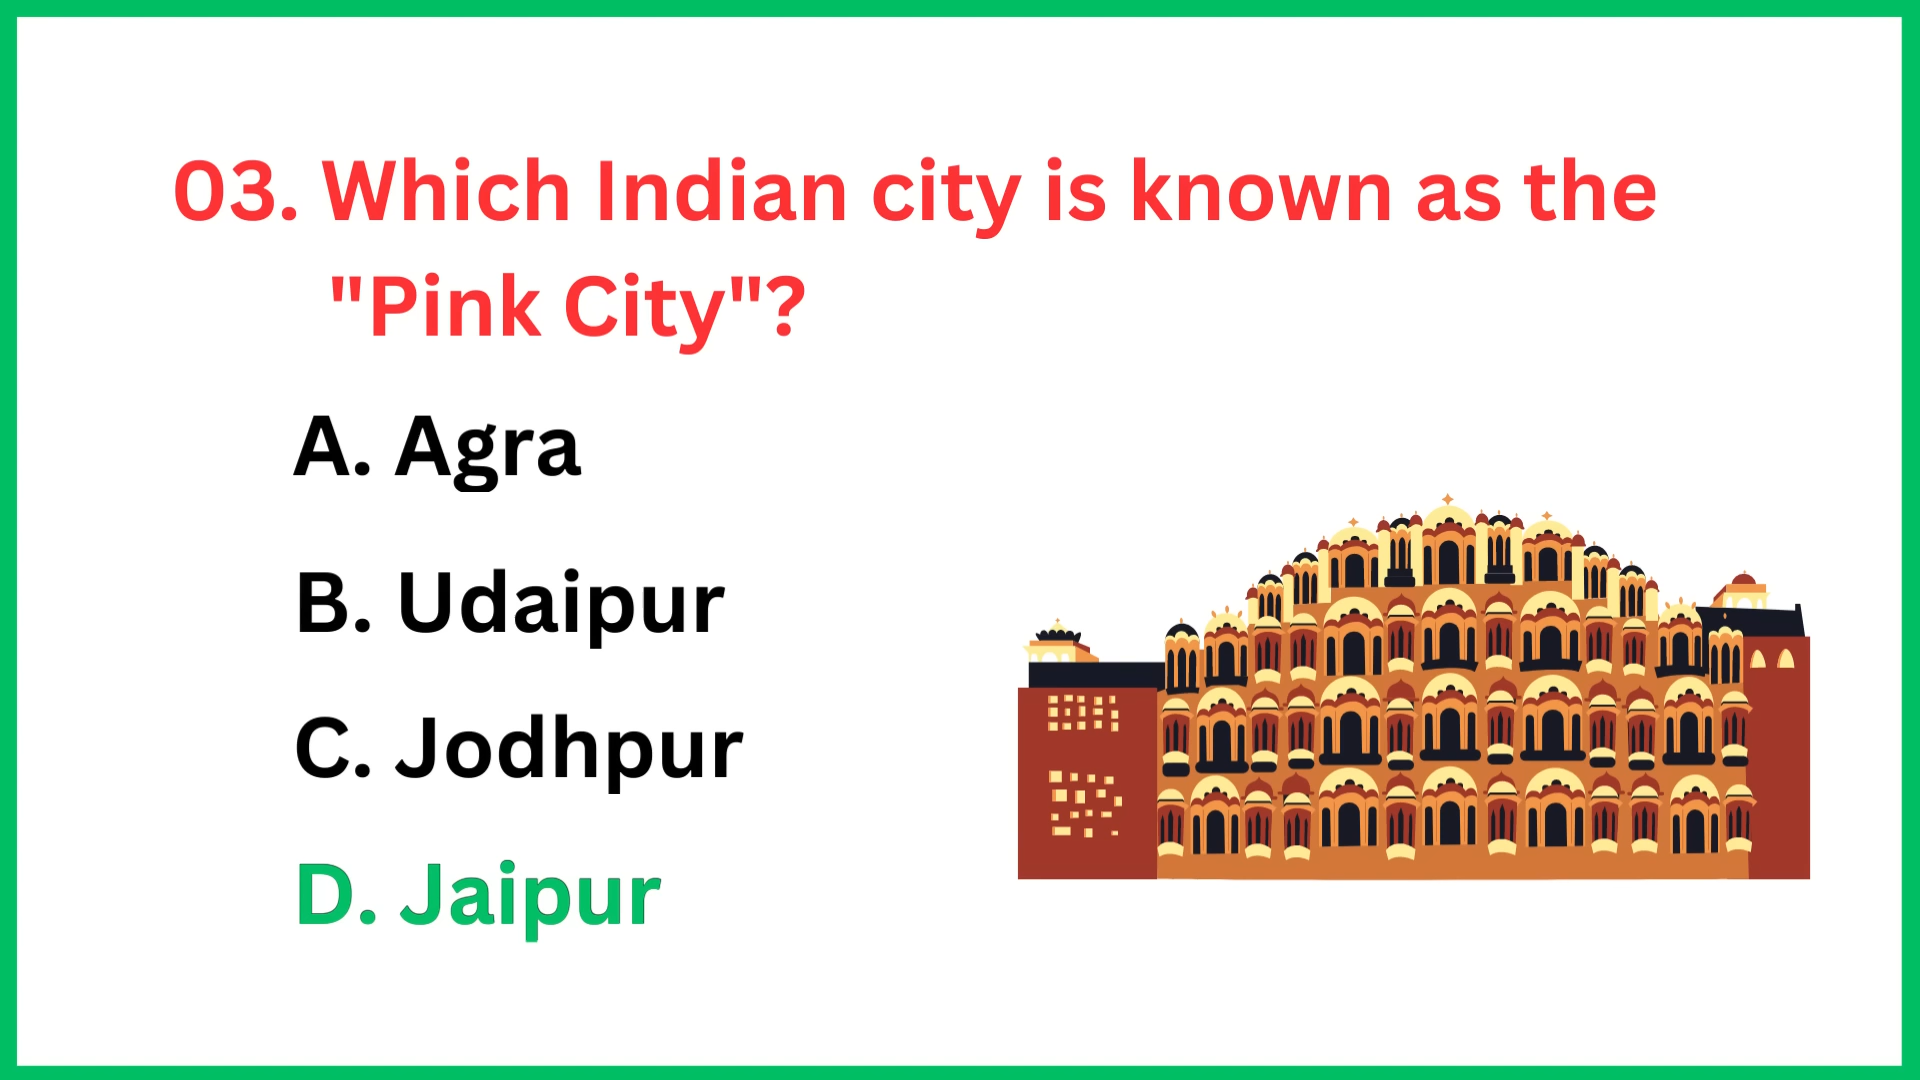 03. Which Indian city is known as the
"Pink City"?
A. Agra
B. Udaipur
C. Jodhpur
D. Jaipur